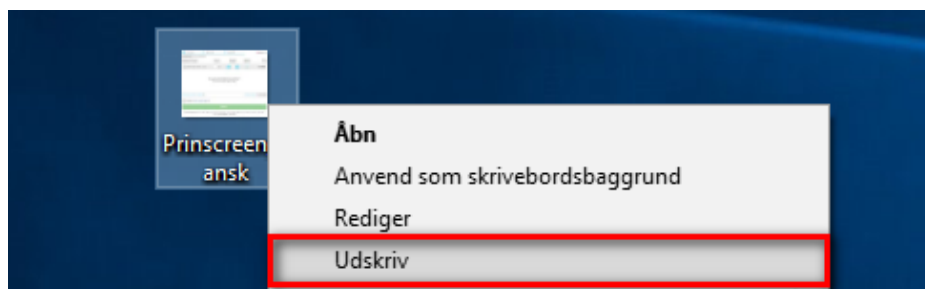 Prinscreen
ansk
Åbn
Anvend som skrivebordsbaggrund
Rediger
Udskriv